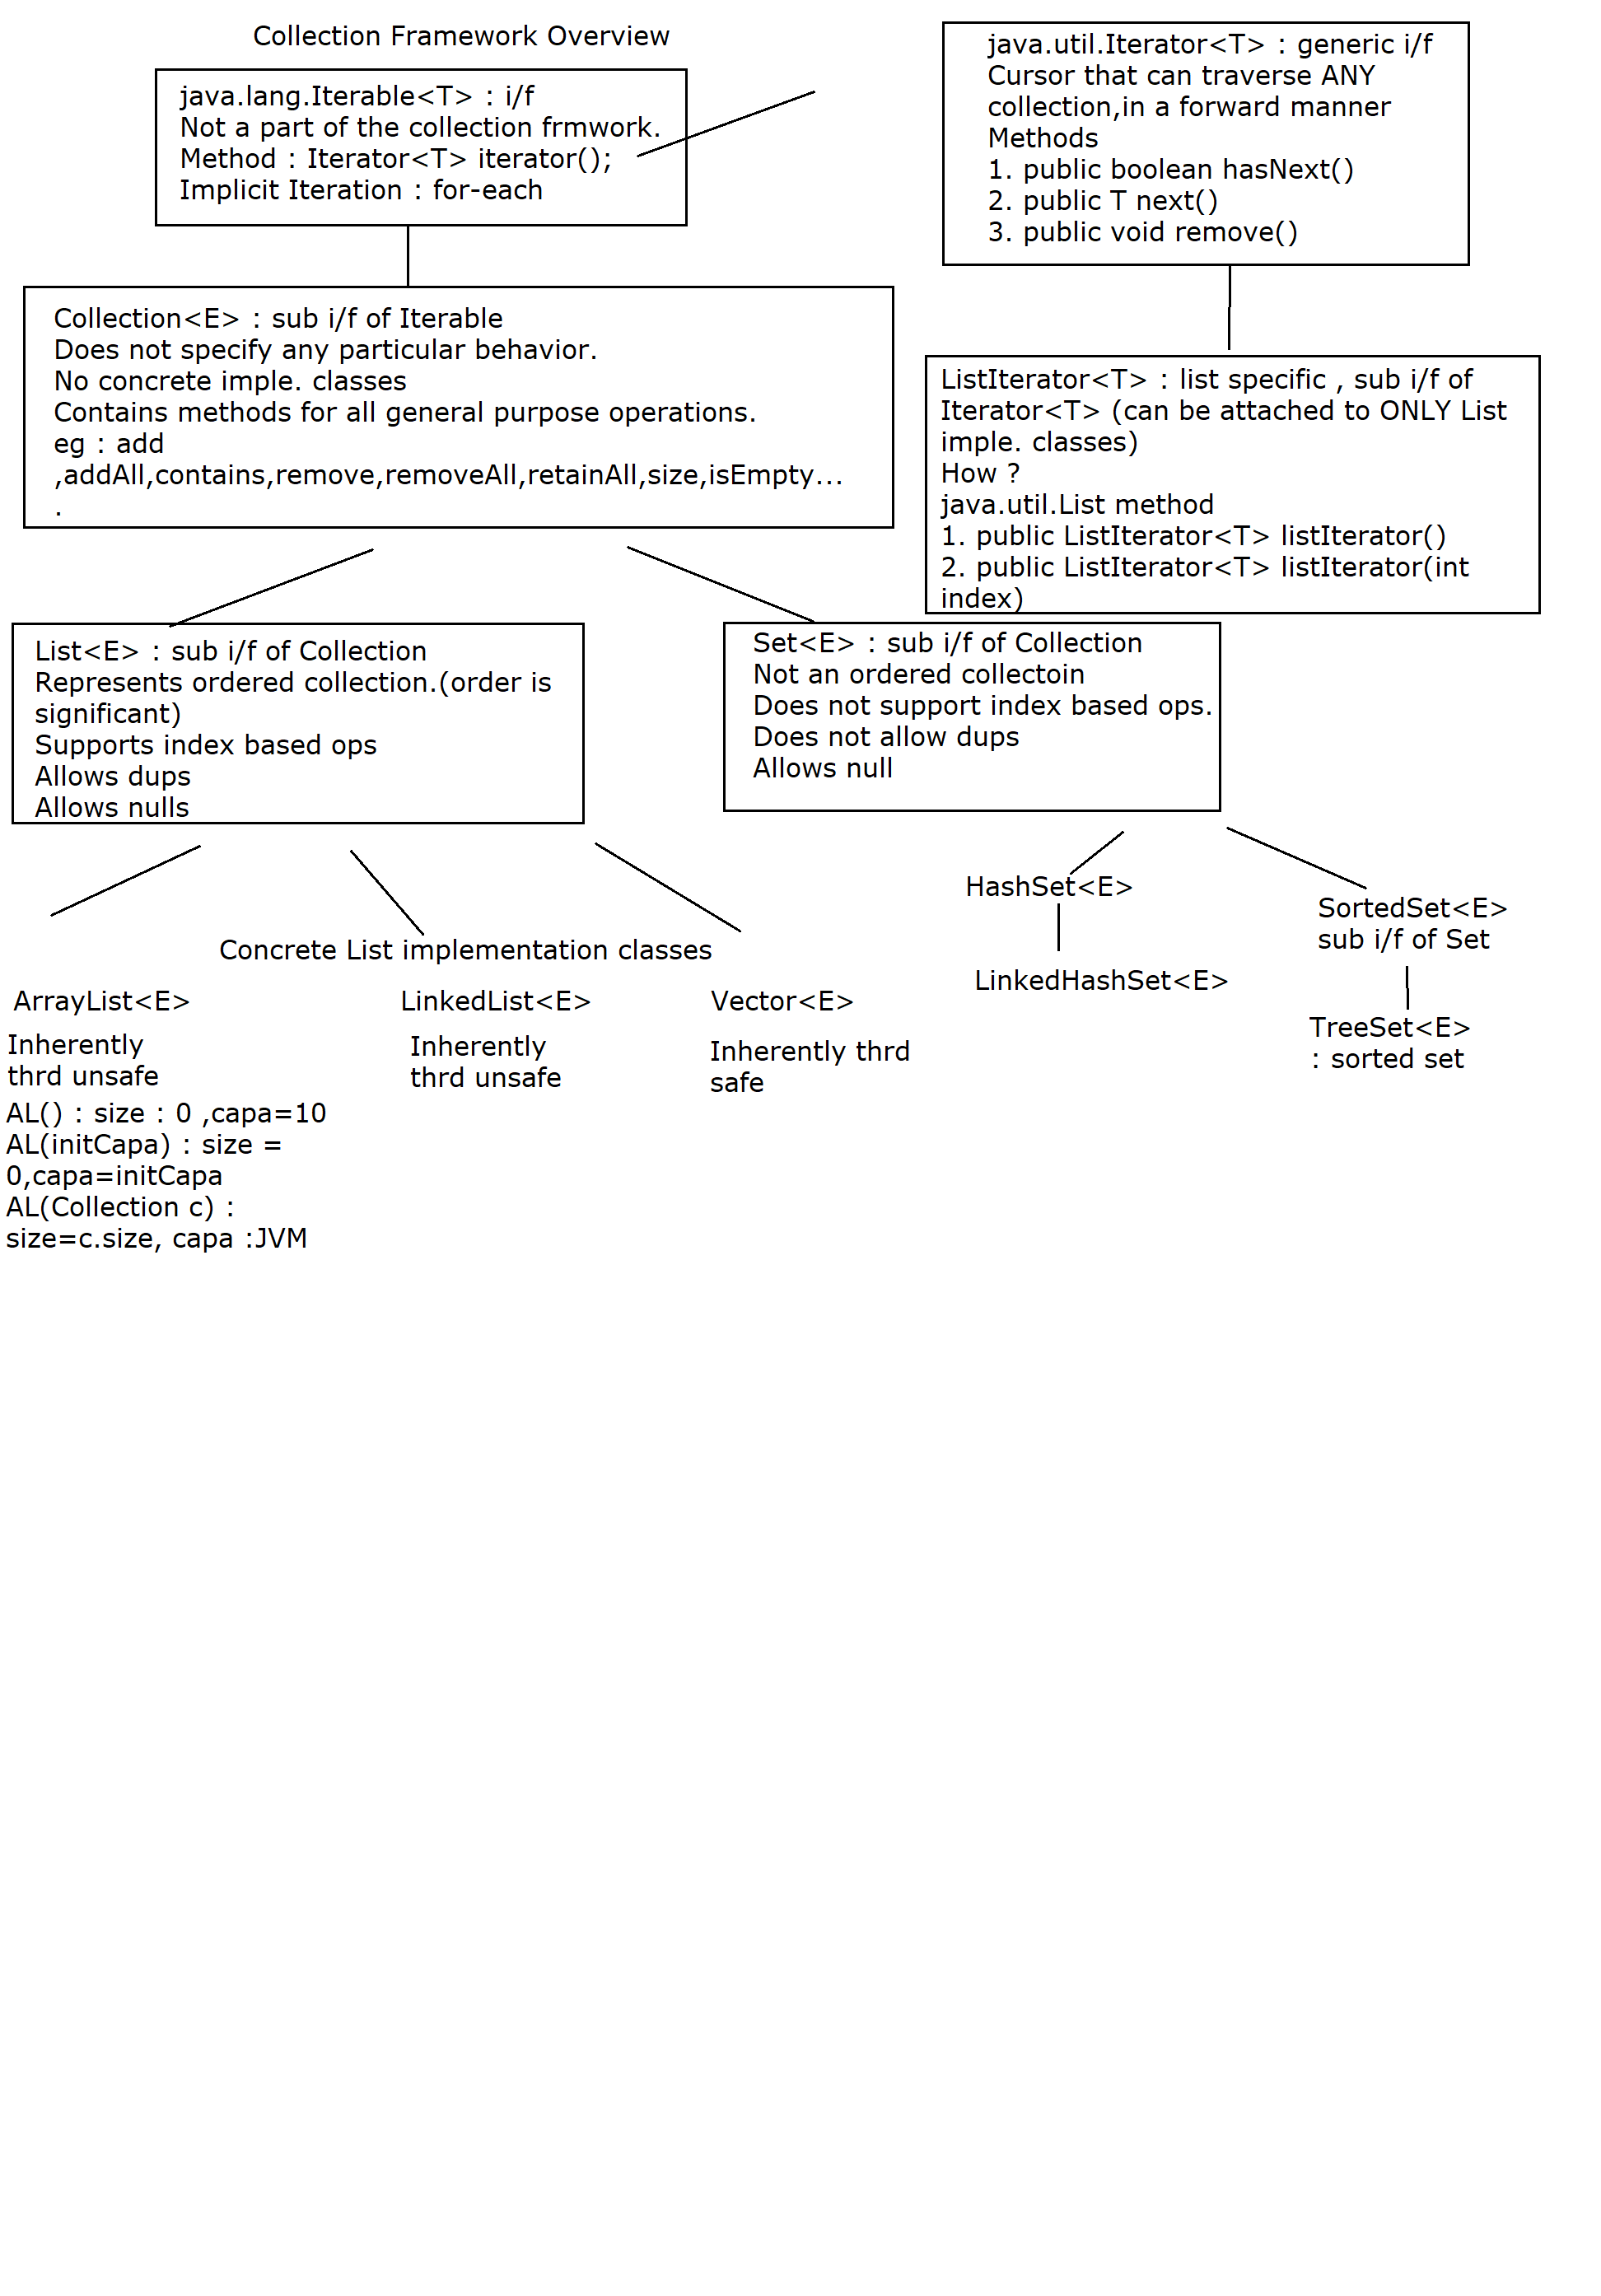 Collection Framework Overview
java.lang.Iterable<T> : i/f
Not a part of the collection frmwork.
Method : Iterator<T> iterator();
Implicit Iteration : for-each
java.util.Iterator<T> : generic i/f
Cursor that can traverse ANY
collection,in a forward manner
Methods
1. public boolean hasNext()
2. public T next()
3. public void remove()
Collection<E> : sub i/f of Iterable
Does not specify any particular behavior.
No concrete imple. classes
Contains methods for all general purpose operations.
eg : add
,addAll,contains,remove,removeAll,retainAll,size,isEmpty...
.
ListIterator<T> : list specific , sub i/f of
Iterator<T> (can be attached to ONLY List
imple. classes)
How ?
java.util.List method
1. public ListIterator<T> listIterator()
2. public ListIterator<T> listIterator(int
index)
List<E> : sub i/f of Collection
Represents ordered collection.(order is
significant)
Supports index based ops
Allows dups
Allows nulls
Set<E> : sub i/f of Collection
Not an ordered collectoin
Does not support index based ops.
Does not allow dups
Allows null
HashSet<E>
LinkedHashSet<E>
SortedSet<E>
sub i/f of Set
TreeSet<E>
: sorted set
Concrete List implementation classes
ArrayList<E>
Inherently
thrd unsafe
AL() : size : 0 ,capa=10
AL(initCapa) : size =
0,capa=initCapa
AL(Collection c) :
size=c.size, capa :JVM
LinkedList<E>
Inherently
thrd unsafe
Vector<E>
Inherently thrd
safe